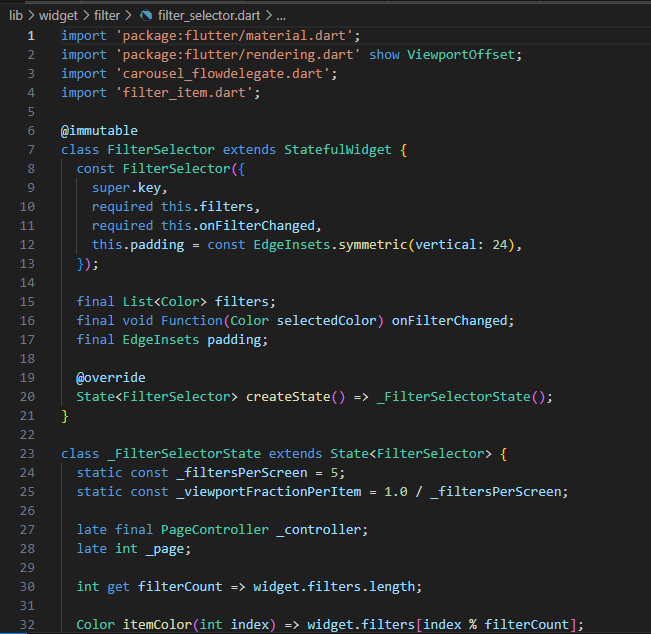 lib > widget > filter > filter_selector.dart > ...
1 import 'package:flutter/material.dart';
2 import 'package:flutter/rendering.dart' show ViewportOffset;
3 import 'carousel_flowdelegate.dart';
4 import 'filter_item.dart';
5
6 @immutable
7 class FilterSelector extends StatefulWidget {
8   const FilterSelector({
9     super.key,
10     required this.filters,
11     required this.onFilterChanged,
12     this.padding = const EdgeInsets.symmetric(vertical: 24),
13   });
14
15   final List<Color> filters;
16   final void Function(Color selectedColor) onFilterChanged;
17   final EdgeInsets padding;
18
19   @override
20   State<FilterSelector> createState() => _FilterSelectorState();
21 }
22
23 class _FilterSelectorState extends State<FilterSelector> {
24   static const _filtersPerScreen = 5;
25   static const _viewportFractionPerItem = 1.0 / _filtersPerScreen;
26
27   late final PageController _controller;
28   late int _page;
29
30   int get filterCount => widget.filters.length;
31
32   Color itemColor(int index) => widget.filters[index % filterCount];